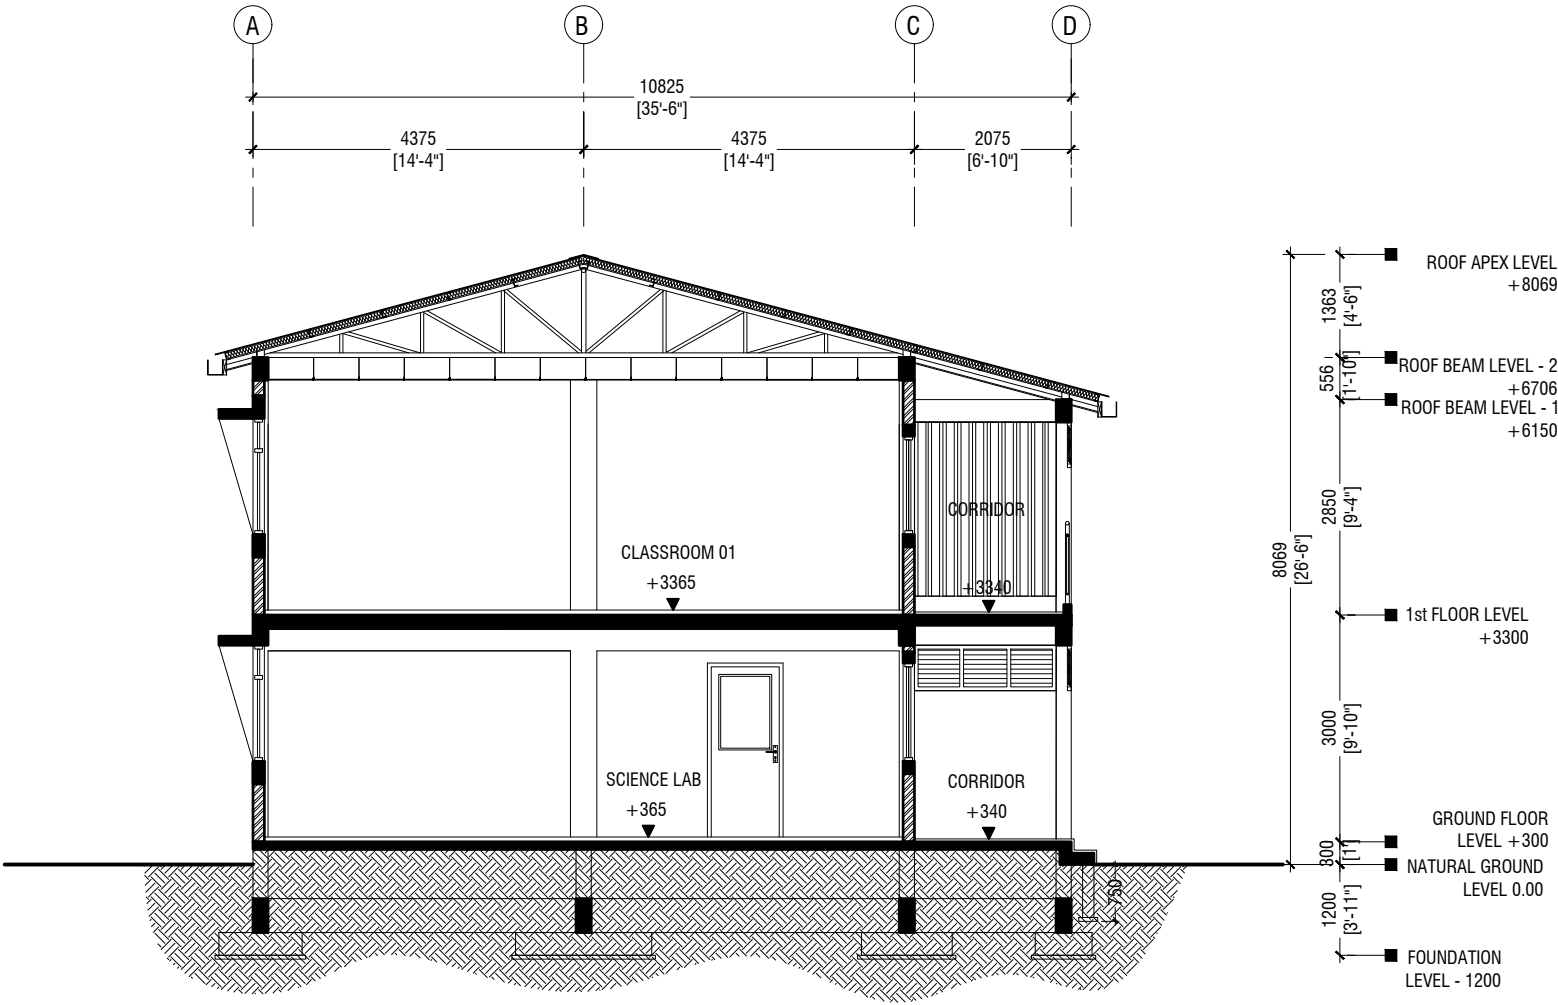 A
B
C
D
10825
[35'-6"]
4375
[14'-4"]
4375
[14'-4"]
2075
[6'-10"]
ROOF APEX LEVEL
+8069
1363
[4'-6"]
ROOF BEAM LEVEL - 2
+6706
556
[1'-10"]
ROOF BEAM LEVEL - 1
+6150
2850
[9'-4"]
CORRIDOR
+3340
CLASSROOM 01
+3365
8069
[26'-6"]
1st FLOOR LEVEL
+3300
3000
[9'-10"]
SCIENCE LAB
+365
CORRIDOR
+340
GROUND FLOOR
LEVEL +300
300
[1']
NATURAL GROUND
LEVEL 0.00
750
1200
[3'-11"]
FOUNDATION
LEVEL - 1200